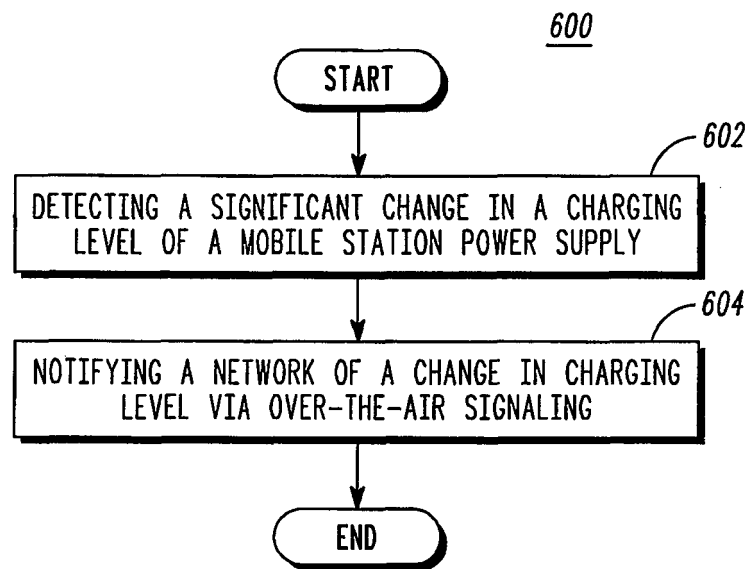 600
START
602
DETECTING A SIGNIFICANT CHANGE IN A CHARGING
LEVEL OF A MOBILE STATION POWER SUPPLY
604
NOTIFYING A NETWORK OF A CHANGE IN CHARGING
LEVEL VIA OVER-THE-AIR SIGNALING
END